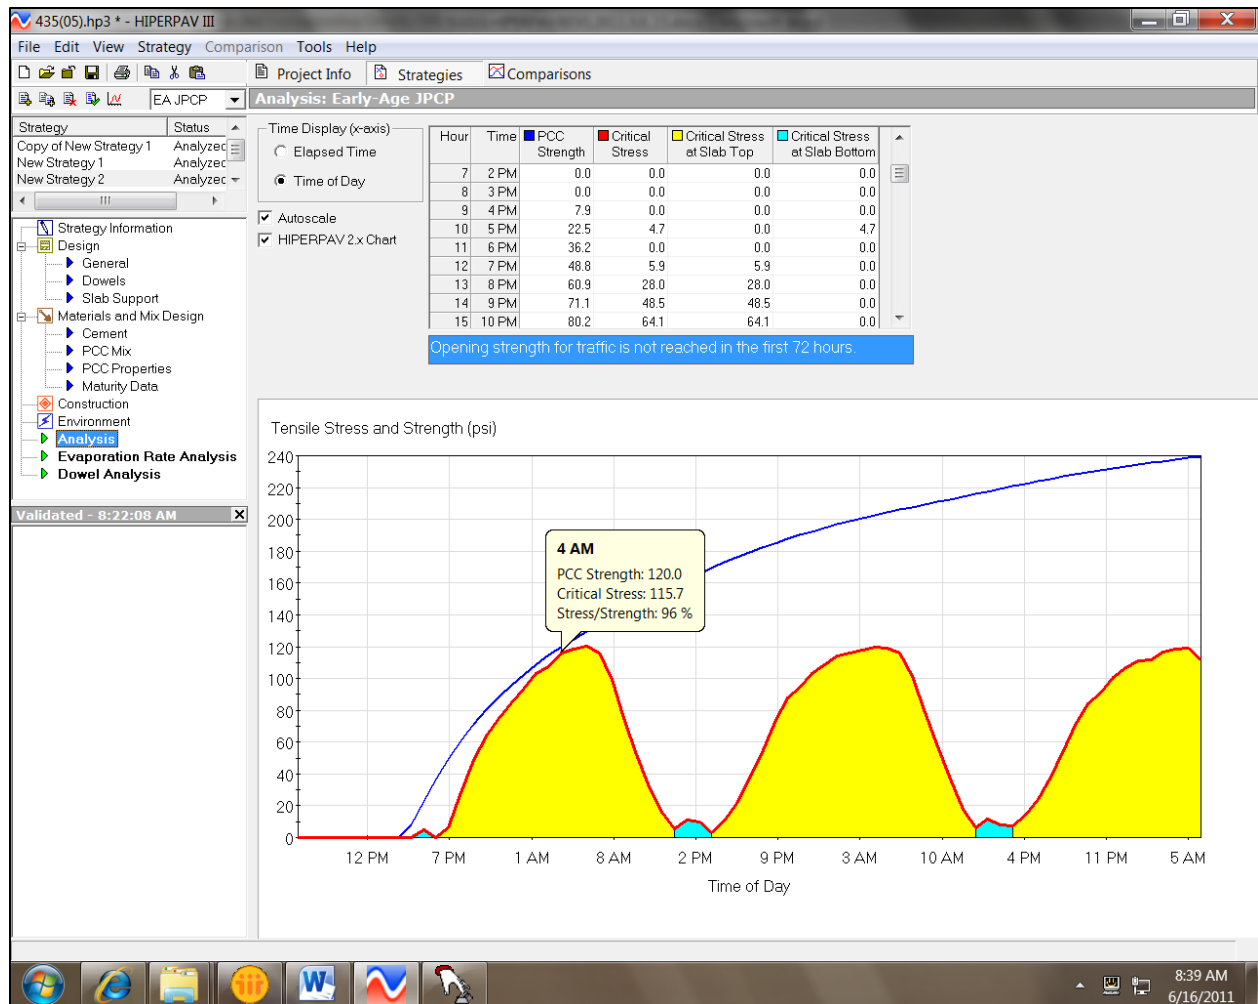 435(05).hp3 * - HIPERPAV III
File Edit View Strategy Comparison Tools Help
Project Info Strategies Comparisons
EA JPCP Analysis: Early-Age JPCP
Strategy Status
Copy of New Strategy 1 Analyzec
New Strategy 1 Analyzec
New Strategy 2 Analyzec
Strategy Information
Design
General
Dowels
Slab Support
Materials and Mix Design
Cement
PCC Mix
PCC Properties
Maturity Data
Construction
Environment
Analysis
Evaporation Rate Analysis
Dowel Analysis
Validated - 8:22:08 AM X
Time Display (x-axis)
Elapsed Time
Time of Day
Autoscale
HIPERPAV 2.x Chart
Hour Time PCC Critical Critical Stress Critical Stress
Strength Stress at Slab Top at Slab Bottom
7 2 PM 0.0 0.0 0.0 0.0
8 3 PM 0.0 0.0 0.0 0.0
9 4 PM 7.9 0.0 0.0 0.0
10 5 PM 22.5 4.7 0.0 4.7
11 6 PM 36.2 0.0 0.0 0.0
12 7 PM 48.8 5.9 5.9 0.0
13 8 PM 60.9 28.0 28.0 0.0
14 9 PM 71.1 48.5 48.5 0.0
15 10 PM 80.2 64.1 64.1 0.0
Opening strength for traffic is not reached in the first 72 hours.
Tensile Stress and Strength (psi)
240
220
200
180
160
140
120
100
80
60
40
20
0
4 AM
PCC Strength: 120.0
Critical Stress: 115.7
Stress/Strength: 96 %
12 PM 7 PM 1 AM 8 AM 2 PM 9 PM 3 AM 10 AM 4 PM 11 PM 5 AM
Time of Day
8:39 AM
6/16/2011